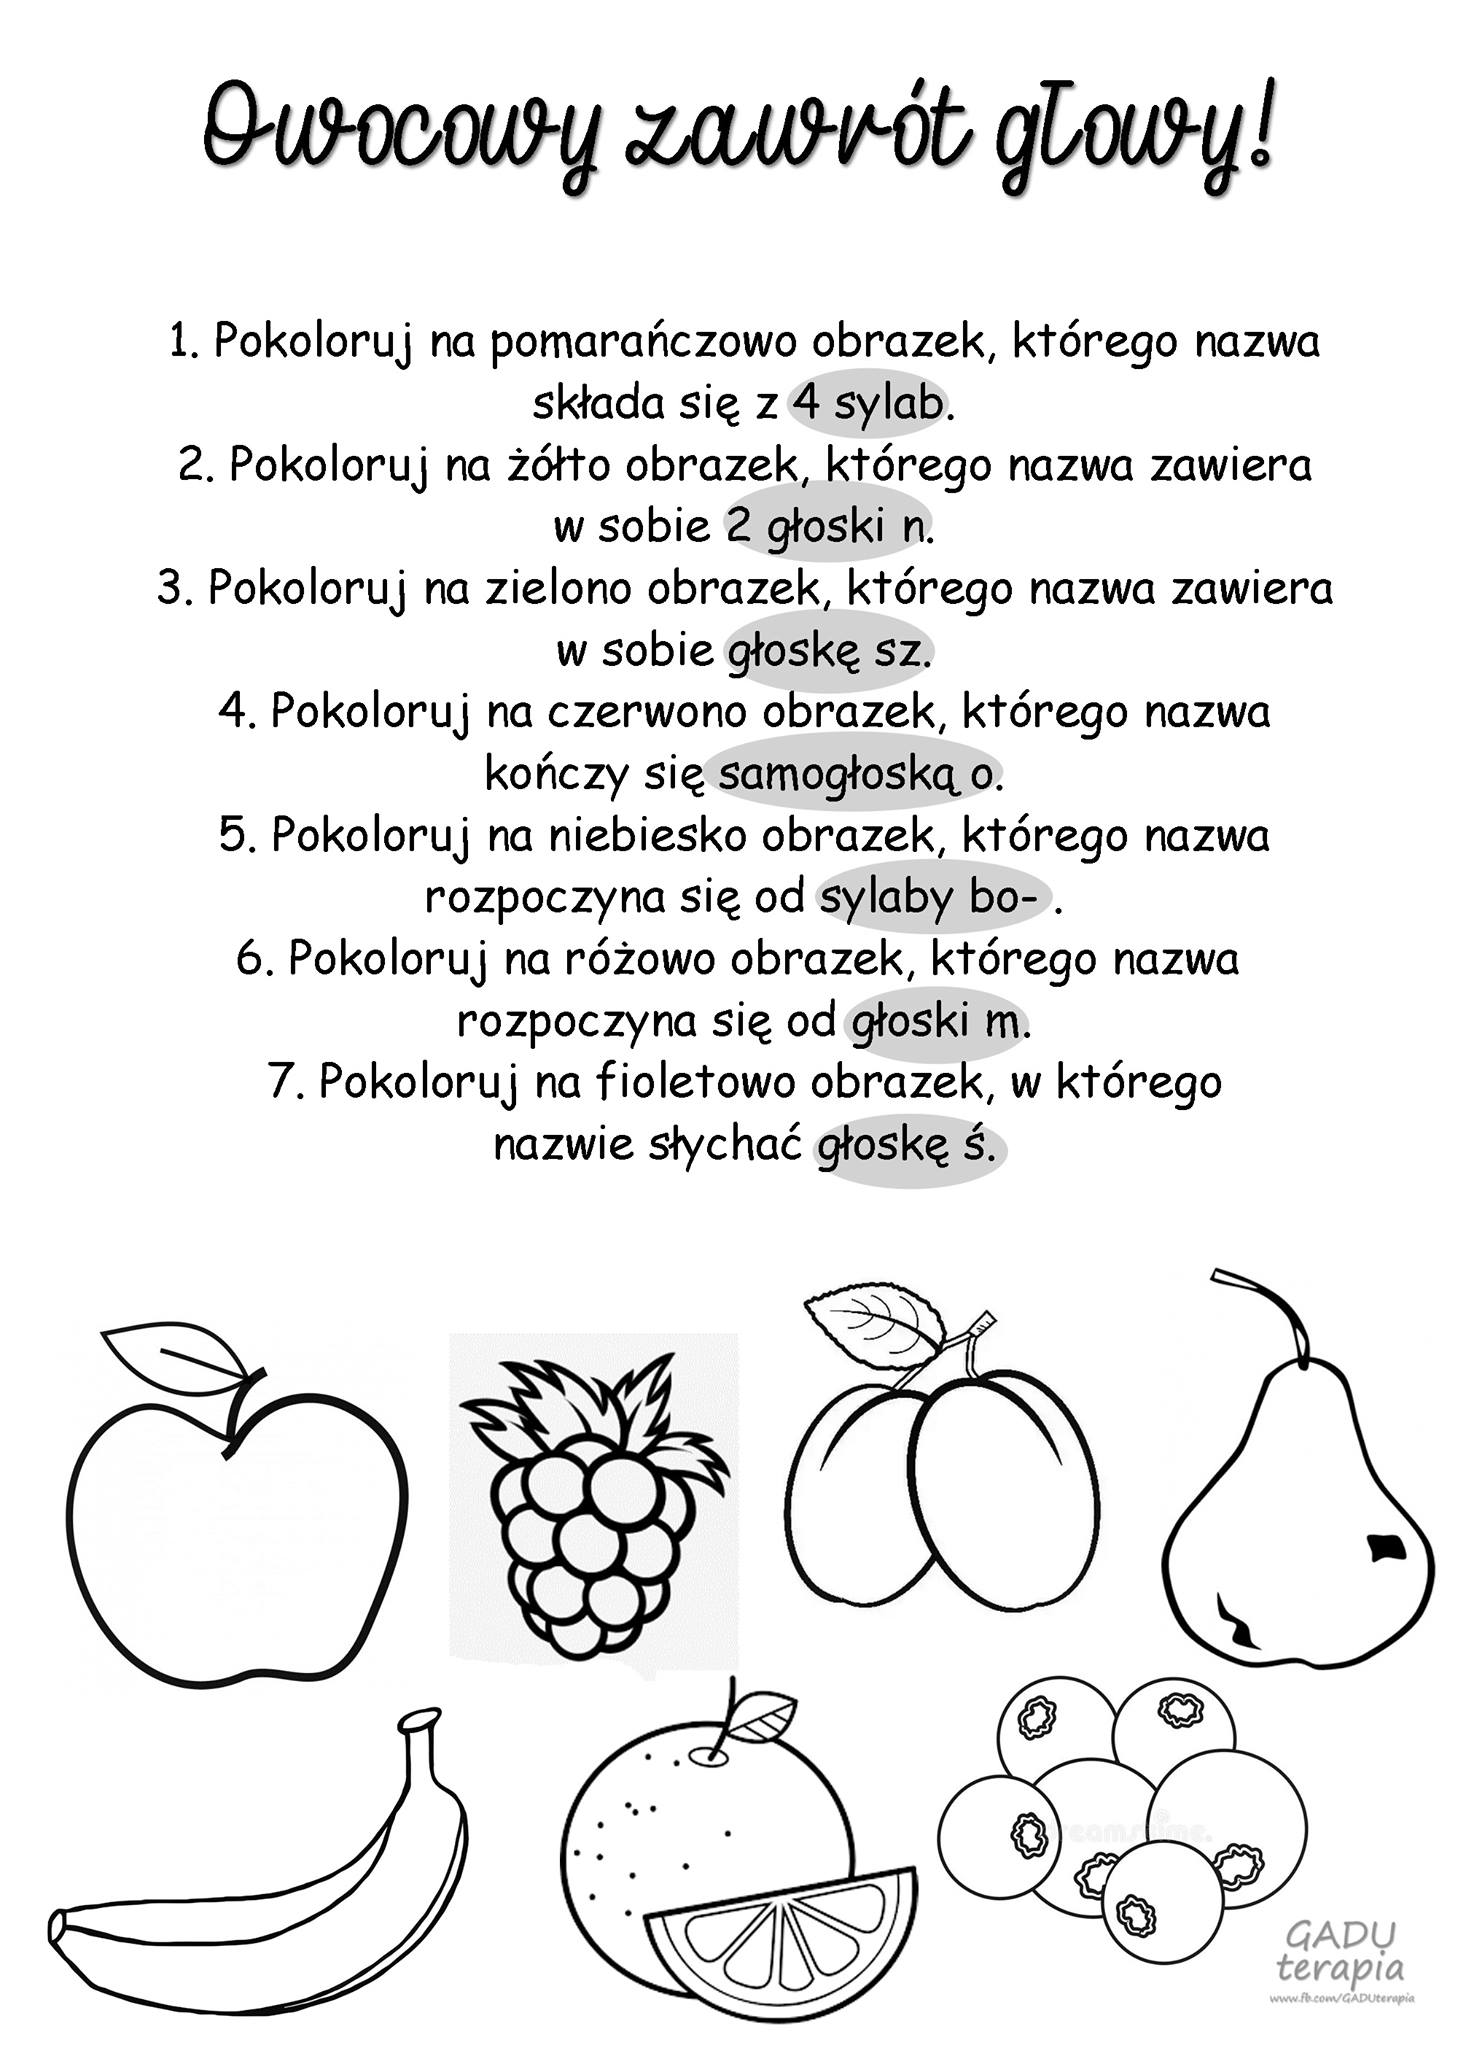 Owocowy zawrót głowy!
1. Pokoloruj na pomarańczowo obrazek, którego nazwa
składa się z 4 sylab.
2. Pokoloruj na żółto obrazek, którego nazwa zawiera
w sobie 2 głoski n.
3. Pokoloruj na zielono obrazek, którego nazwa zawiera
w sobie głoskę sz.
4. Pokoloruj na czerwono obrazek, którego nazwa
kończy się samogłoską o.
5. Pokoloruj na niebiesko obrazek, którego nazwa
rozpoczyna się od sylaby bo- .
6. Pokoloruj na różowo obrazek, którego nazwa
rozpoczyna się od głoski m.
7. Pokoloruj na fioletowo obrazek, w którego
nazwie słychać głoskę ś.
GADU
terapia
www.fb.com/GADUterapia